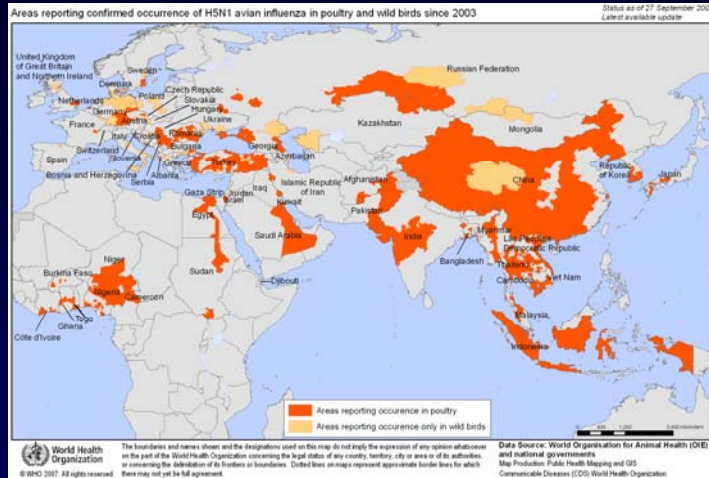 Areas reporting confirmed occurrence of H5N1 avian influenza in poultry and wild birds since 2003
Status as of 27 September 200
Latest available update
United Kingdom
of Great Britain
and Northern Ireland
Sweden
Denmark
Russian Federation
Netherlands
Poland
Czech Republic
Slovakia
Germany
Hungary
Austria
Ukraine
France
Kazakhstan
Mongolia
Italy
Croatia
Romania
Switzerland
Bulgaria
Georgia
Spain
Slovenia
Greece
Turkey
Azerbaijan
Bosnia and Herzegovina
Albania
Serbia
Republic
of Korea
Japan
Gaza Strip
Jordan
Israel
Iraq
Kuwait
Islamic Republic
of Iran
Afghanistan
China
Egypt
Pakistan
Saudi Arabia
India
Myanmar
Lao People's
Democratic Republic
Niger
Bangladesh
Burkina Faso
Sudan
Thailand
Viet Nam
Nigeria
Djibouti
Cambodia
Cameroon
Togo
Ghana
Côte d'Ivoire
Malaysia
Indonesia
Areas reporting occurence in poultry
Areas reporting occurence only in wild birds
World Health
Organization
© WHO 2007. All rights reserved
The boundaries and names shown and the designations used on this map do not imply the expression of any opinion whatsoever
on the part of the World Health Organization concerning the legal status of any country, territory, city or area or of its authorities,
or concerning the delimitation of its frontiers or boundaries. Dotted lines on maps represent approximate border lines for which
there may not yet be full agreement.
Data Source: World Organisation for Animal Health (OIE)
and national governments
Map Production: Public Health Mapping and GIS
Communicable Diseases (CDS) World Health Organization